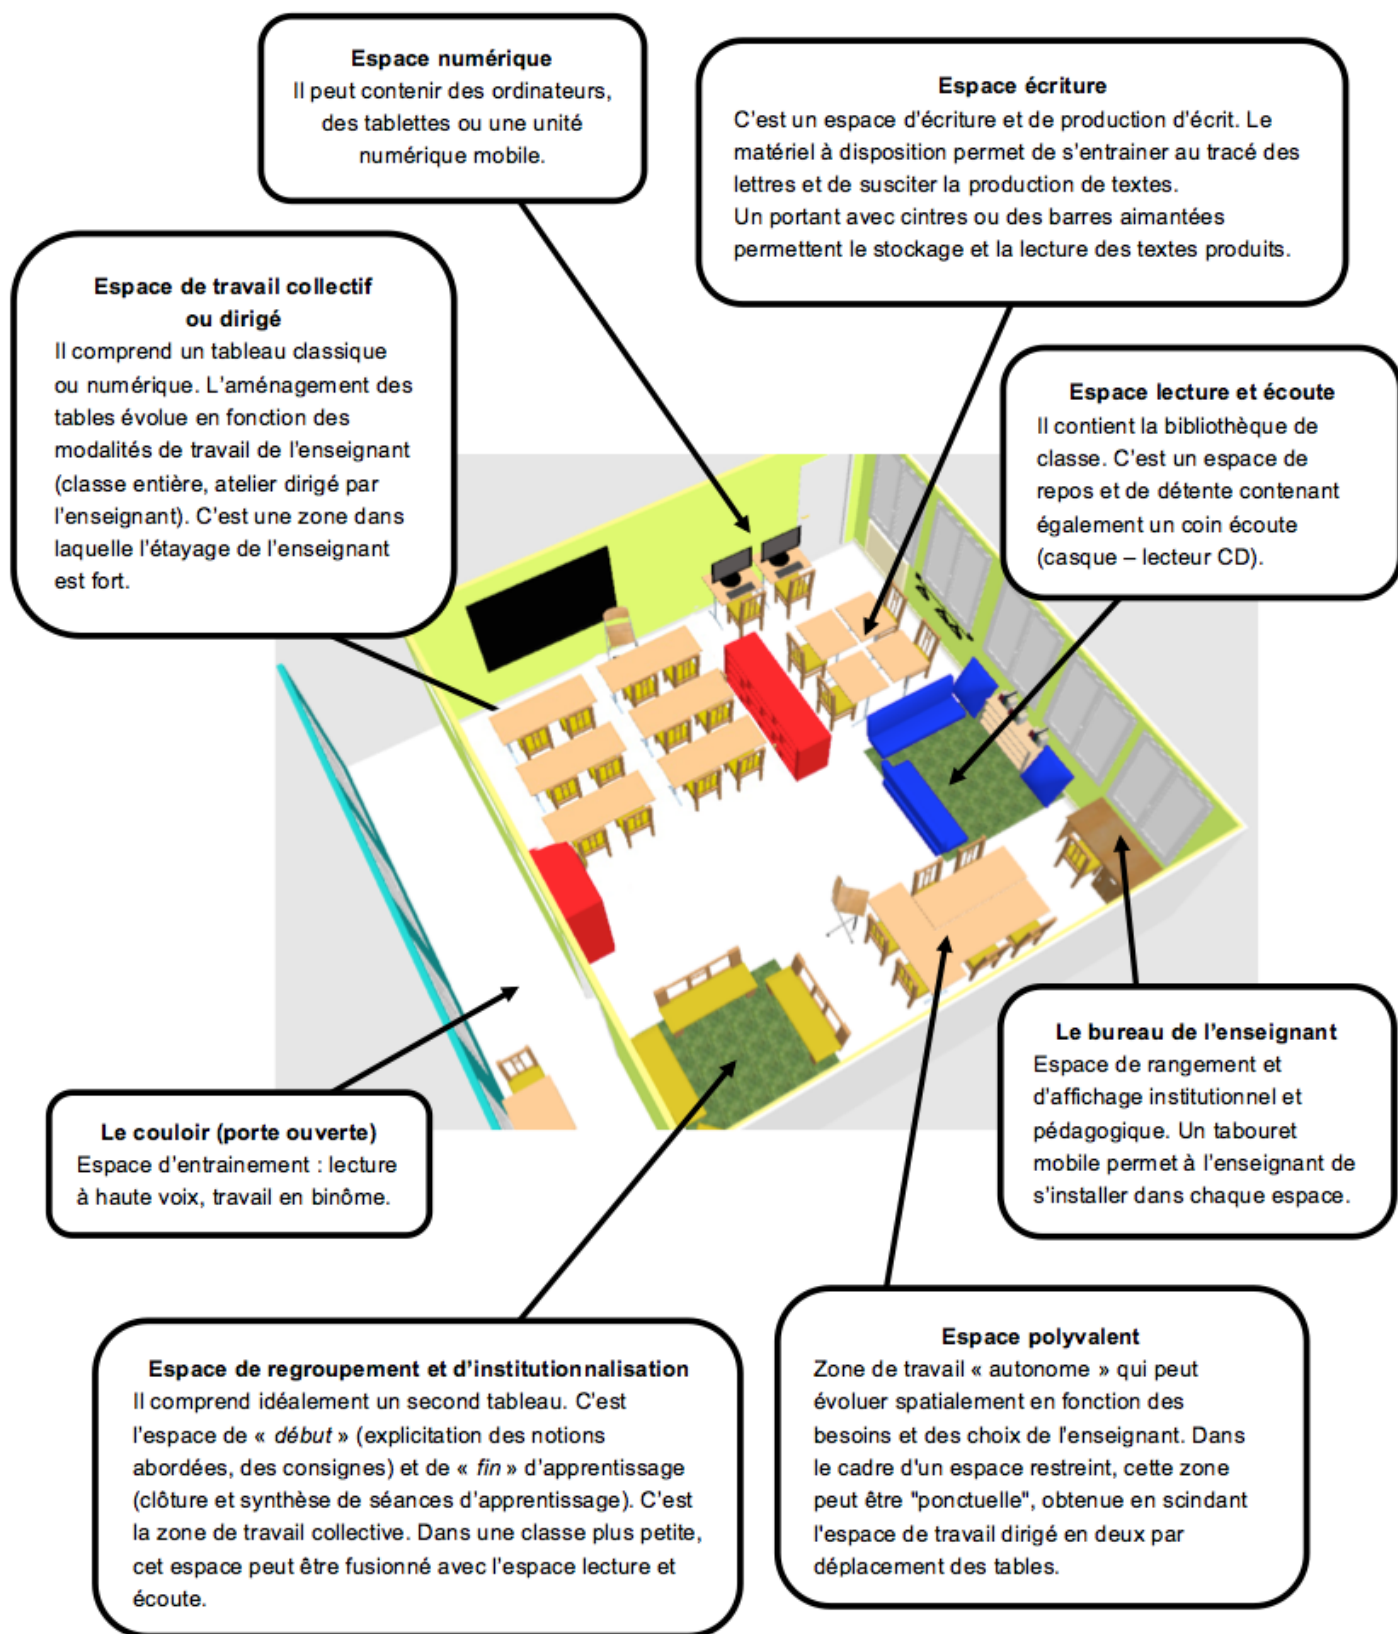 Espace numérique
Il peut contenir des ordinateurs,
des tablettes ou une unité
numérique mobile.
Espace écriture
C'est un espace d'écriture et de production d'écrit. Le
matériel à disposition permet de s'entrainer au tracé des
lettres et de susciter la production de textes.
Un portant avec cintres ou des barres aimantées
permettent le stockage et la lecture des textes produits.
Espace de travail collectif
ou dirigé
Il comprend un tableau classique
ou numérique. L'aménagement des
tables évolue en fonction des
modalités de travail de l'enseignant
(classe entière, atelier dirigé par
l'enseignant). C'est une zone dans
laquelle l'étayage de l'enseignant
est fort.
Espace lecture et écoute
Il contient la bibliothèque de
classe. C'est un espace de
repos et de détente contenant
également un coin écoute
(casque – lecteur CD).
Le bureau de l'enseignant
Espace de rangement et
d'affichage institutionnel et
pédagogique. Un tabouret
mobile permet à l'enseignant de
s'installer dans chaque espace.
Le couloir (porte ouverte)
Espace d'entrainement : lecture
à haute voix, travail en binôme.
Espace de regroupement et d'institutionnalisation
Il comprend idéalement un second tableau. C'est
l'espace de « début » (explicitation des notions
abordées, des consignes) et de « fin » d'apprentissage
(clôture et synthèse de séances d'apprentissage). C'est
la zone de travail collective. Dans une classe plus petite,
cet espace peut être fusionné avec l'espace lecture et
écoute.
Espace polyvalent
Zone de travail « autonome » qui peut
évoluer spatialement en fonction des
besoins et des choix de l'enseignant. Dans
le cadre d'un espace restreint, cette zone
peut être "ponctuelle", obtenue en scindant
l'espace de travail dirigé en deux par
déplacement des tables.